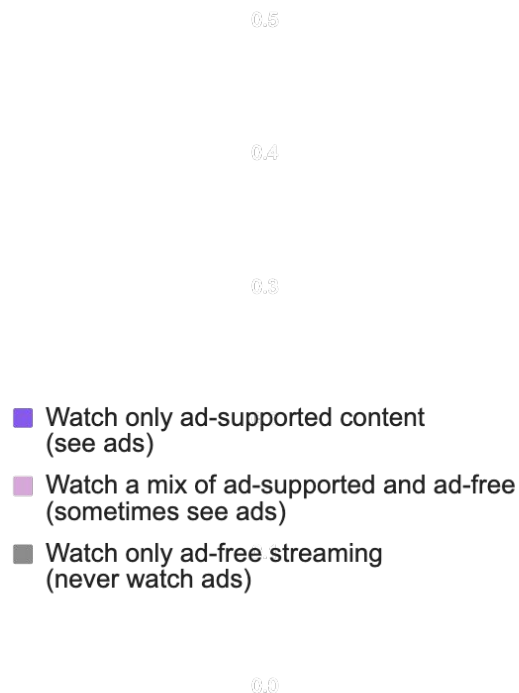 0.5
0.4
0.3
Watch only ad-supported content
(see ads)
Watch a mix of ad-supported and ad-free
(sometimes see ads)
Watch only ad-free streaming
(never watch ads)
0.0